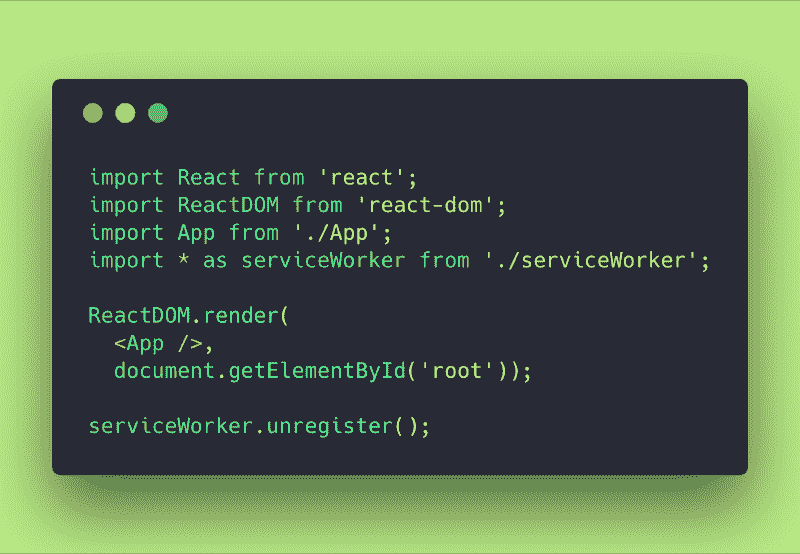 import React from 'react';
import ReactDOM from 'react-dom';
import App from './App';
import * as serviceWorker from './serviceWorker';
ReactDOM.render(
<App />,
document.getElementById('root'));
serviceWorker.unregister();